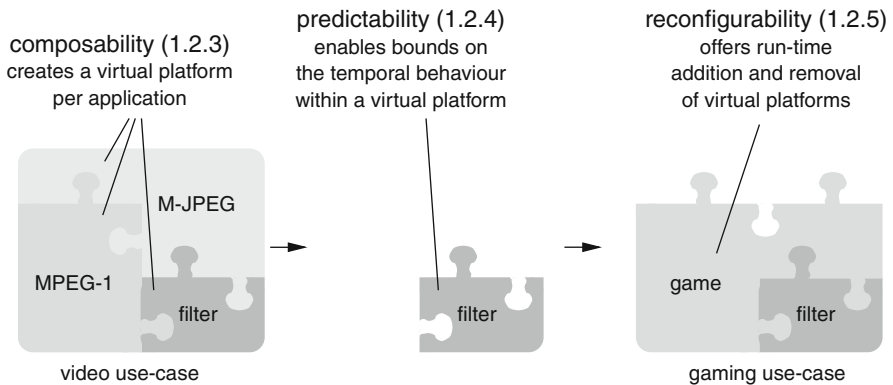 composability (1.2.3)
creates a virtual platform
per application
predictability (1.2.4)
enables bounds on
the temporal behaviour
within a virtual platform
reconfigurability (1.2.5)
offers run-time
addition and removal
of virtual platforms
M-JPEG
MPEG-1
filter
video use-case
filter
game
filter
gaming use-case